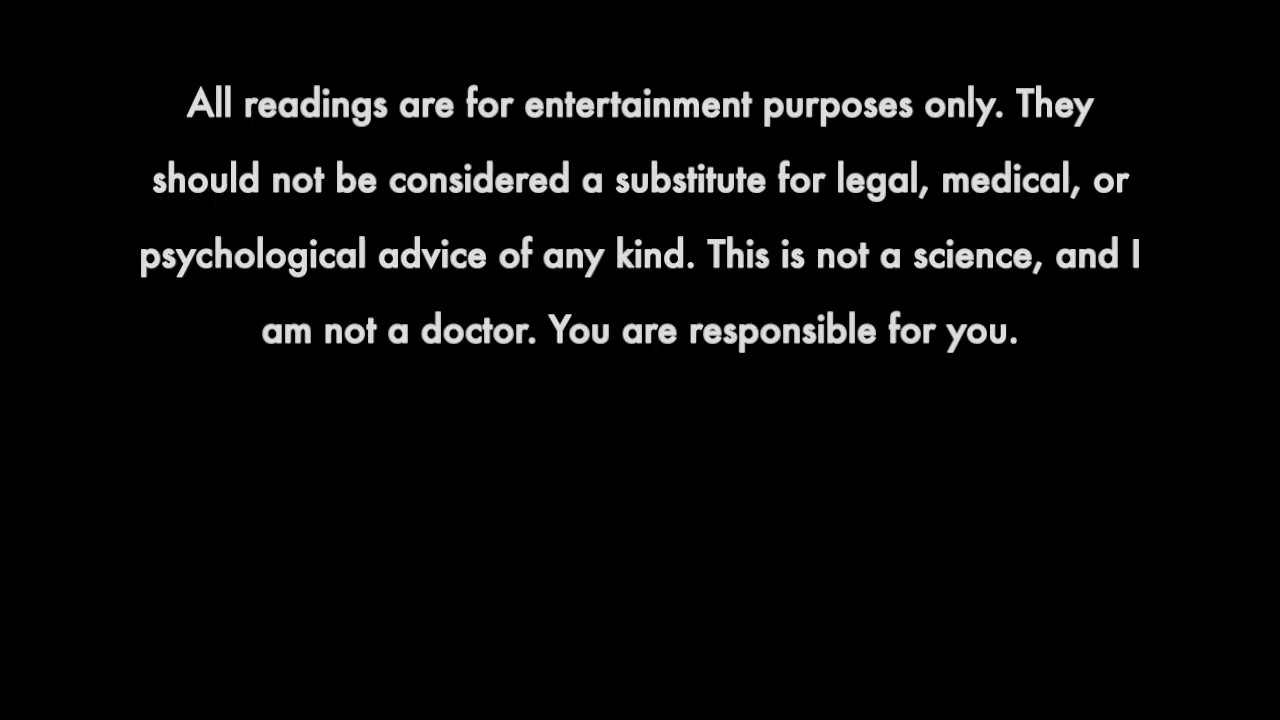 All readings are for entertainment purposes only. They
should not be considered a substitute for legal, medical, or
psychological advice of any kind. This is not a science, and I
am not a doctor. You are responsible for you.